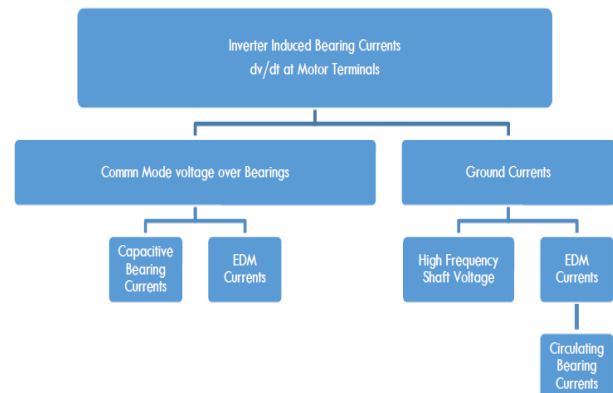 Inverter Induced Bearing Currents
dv/dt at Motor Terminals
Commn Mode voltage over Bearings
Ground Currents
Capacitive
Bearing
Currents
EDM
Currents
High Frequency
Shaft Voltage
EDM
Currents
Circulating
Bearing
Currents